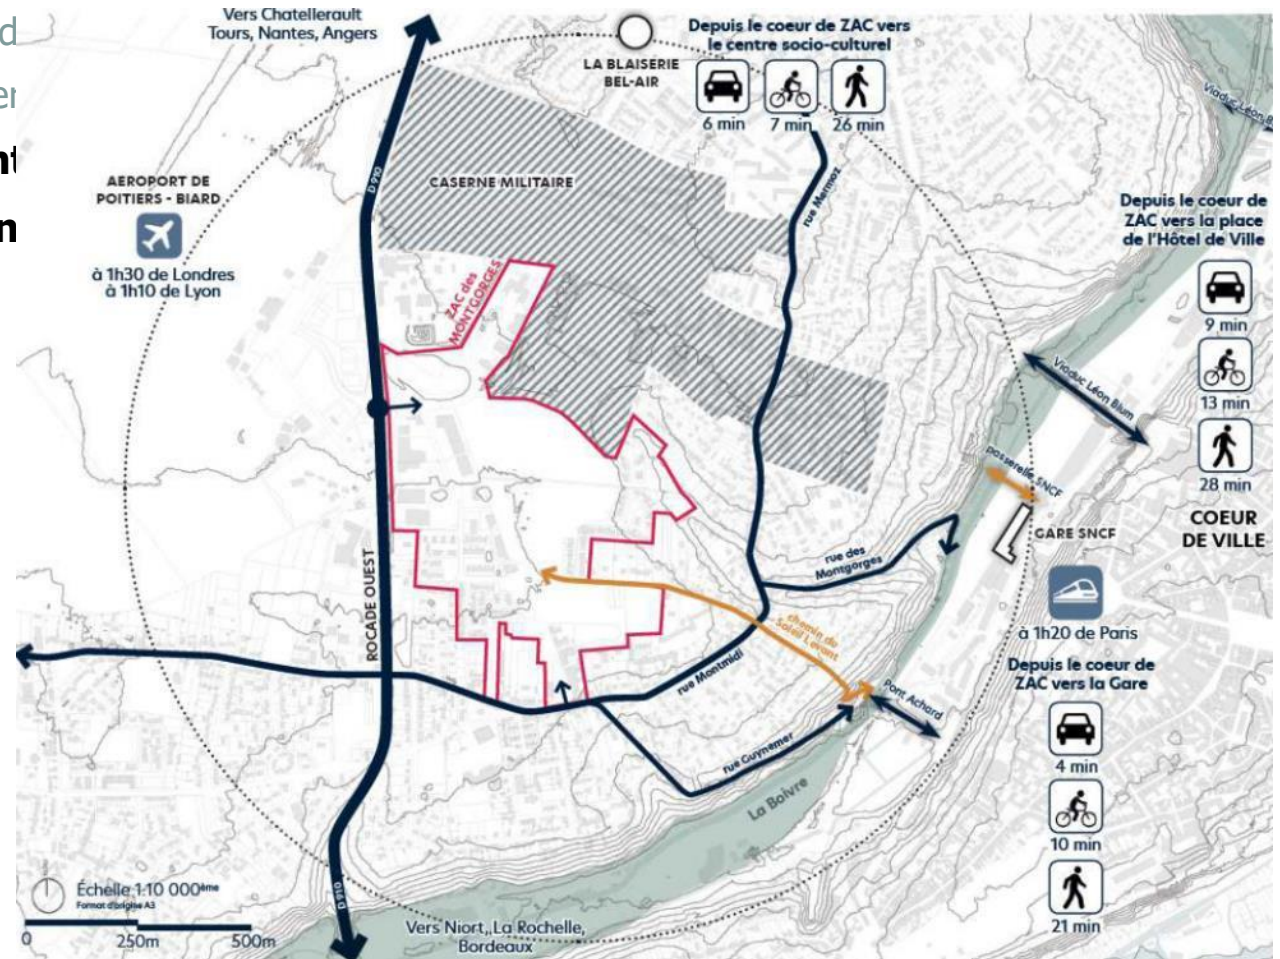 Vers Chatellerault
Tours, Nantes, Angers
LA BLAISERIE
BEL-AIR
Depuis le coeur de ZAC vers
le centre socio-culturel
6 min
7 min
26 min
D 910
CASERNE MILITAIRE
rue Mermoz
AEROPORT DE
POITIERS - BIARD
à 1h30 de Londres
à 1h10 de Lyon
ZAC des
MONTGORGES
Depuis le coeur de
ZAC vers la place
de l'Hôtel de Ville
9 min
13 min
28 min
Viaduc Léon Blum
passerelle SNCF
GARE SNCF
COEUR
DE VILLE
ROCADE OUEST
rue des
Montgorges
chemin du
Soleil Levant
à 1h20 de Paris
rue Montmidi
Pont Achard
Depuis le coeur de
ZAC vers la Gare
4 min
10 min
21 min
rue Guynemer
La Boivre
D 910
Échelle 1:10 000ème
Format d'origine A3
0
250m
500m
Vers Niort, La Rochelle,
Bordeaux